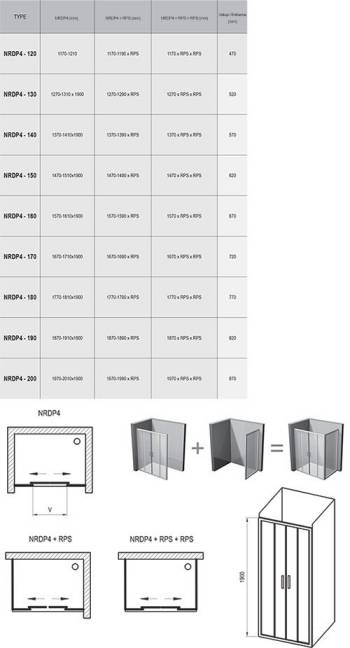 TYPE NRDP4 (mm) NRDP4 + RPS (mm) NRDP4 + RPS + RPS (mm) (mm)
NRDP4 - 120 1170-1210 1170-1190 x RPS 1170 x RPS x RPS 470
NRDP4 - 130 1270-1310 x 1900 1270-1290 x RPS 1270 x RPS x RPS 520
NRDP4 - 140 1370-1410x1900 1370-1390 x RPS 1370 x RPS x RPS 570
NRDP4 - 150 1470-1510x1900 1470-1490 x RPS 1470 x RPS x RPS 620
NRDP4 - 160 1570-1610x1900 1570-1590 x RPS 1570 x RPS x RPS 670
NRDP4 - 170 1670-1710x1900 1670-1690 x RPS 1670 x RPS x RPS 720
NRDP4 - 180 1770-1810x1900 1770-1790 x RPS 1770 x RPS x RPS 770
NRDP4 - 190 1870-1910x1900 1870-1890 x RPS 1870 x RPS x RPS 820
NRDP4 - 200 1970-2010x1900 1970-1990 x RPS 1970 x RPS x RPS 870
NRDP4
+ =
V
NRDP4 + RPS
NRDP4 + RPS + RPS
1900